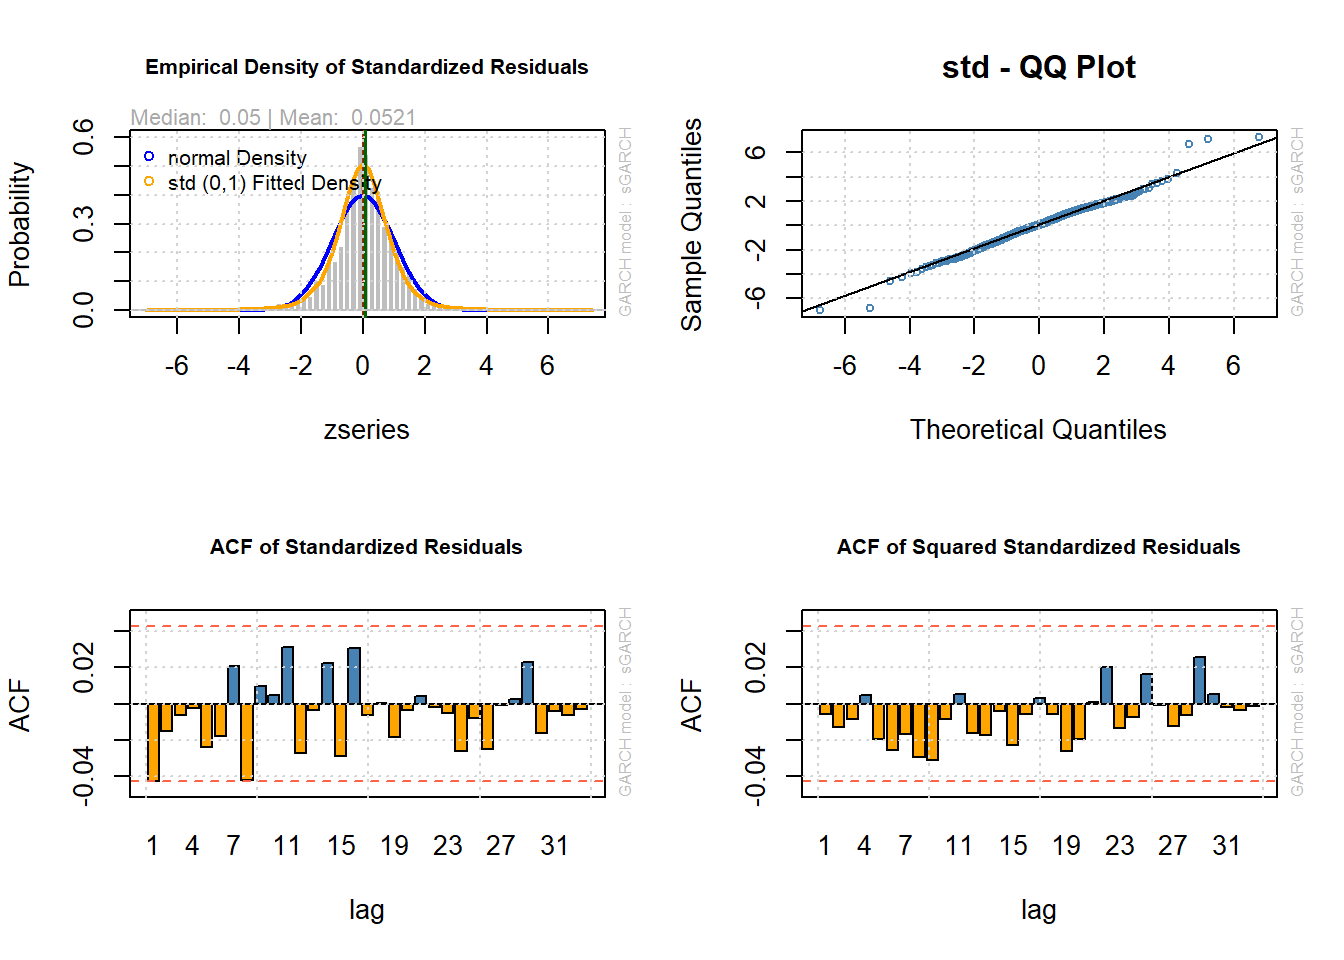 Empirical Density of Standardized Residuals
Median:  0.05 | Mean:  0.0521
normal Density
std (0,1) Fitted Density
Probability
0.0 0.3 0.6
-6 -4 -2 0 2 4 6
zseries
GARCH model :  sGARCH
std - QQ Plot
Sample Quantiles
-6 -2 2 6
-6 -4 -2 0 2 4 6
Theoretical Quantiles
GARCH model :  sGARCH
ACF of Standardized Residuals
ACF
-0.04 0.02
1 4 7 11 15 19 23 27 31
lag
GARCH model :  sGARCH
ACF of Squared Standardized Residuals
ACF
-0.04 0.02
1 4 7 11 15 19 23 27 31
lag
GARCH model :  sGARCH